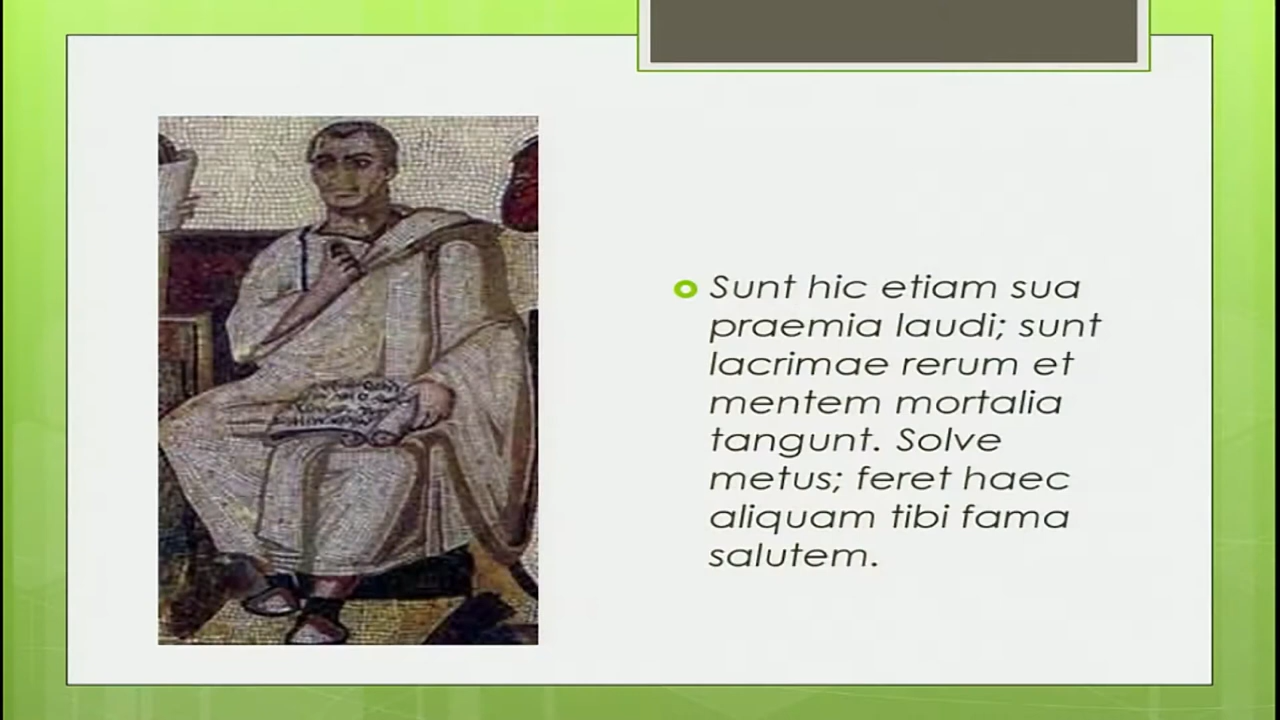 Sunt hic etiam sua
praemia laudi; sunt
lacrimae rerum et
mentem mortalia
tangunt. Solve
metus; feret haec
aliquam tibi fama
salutem.